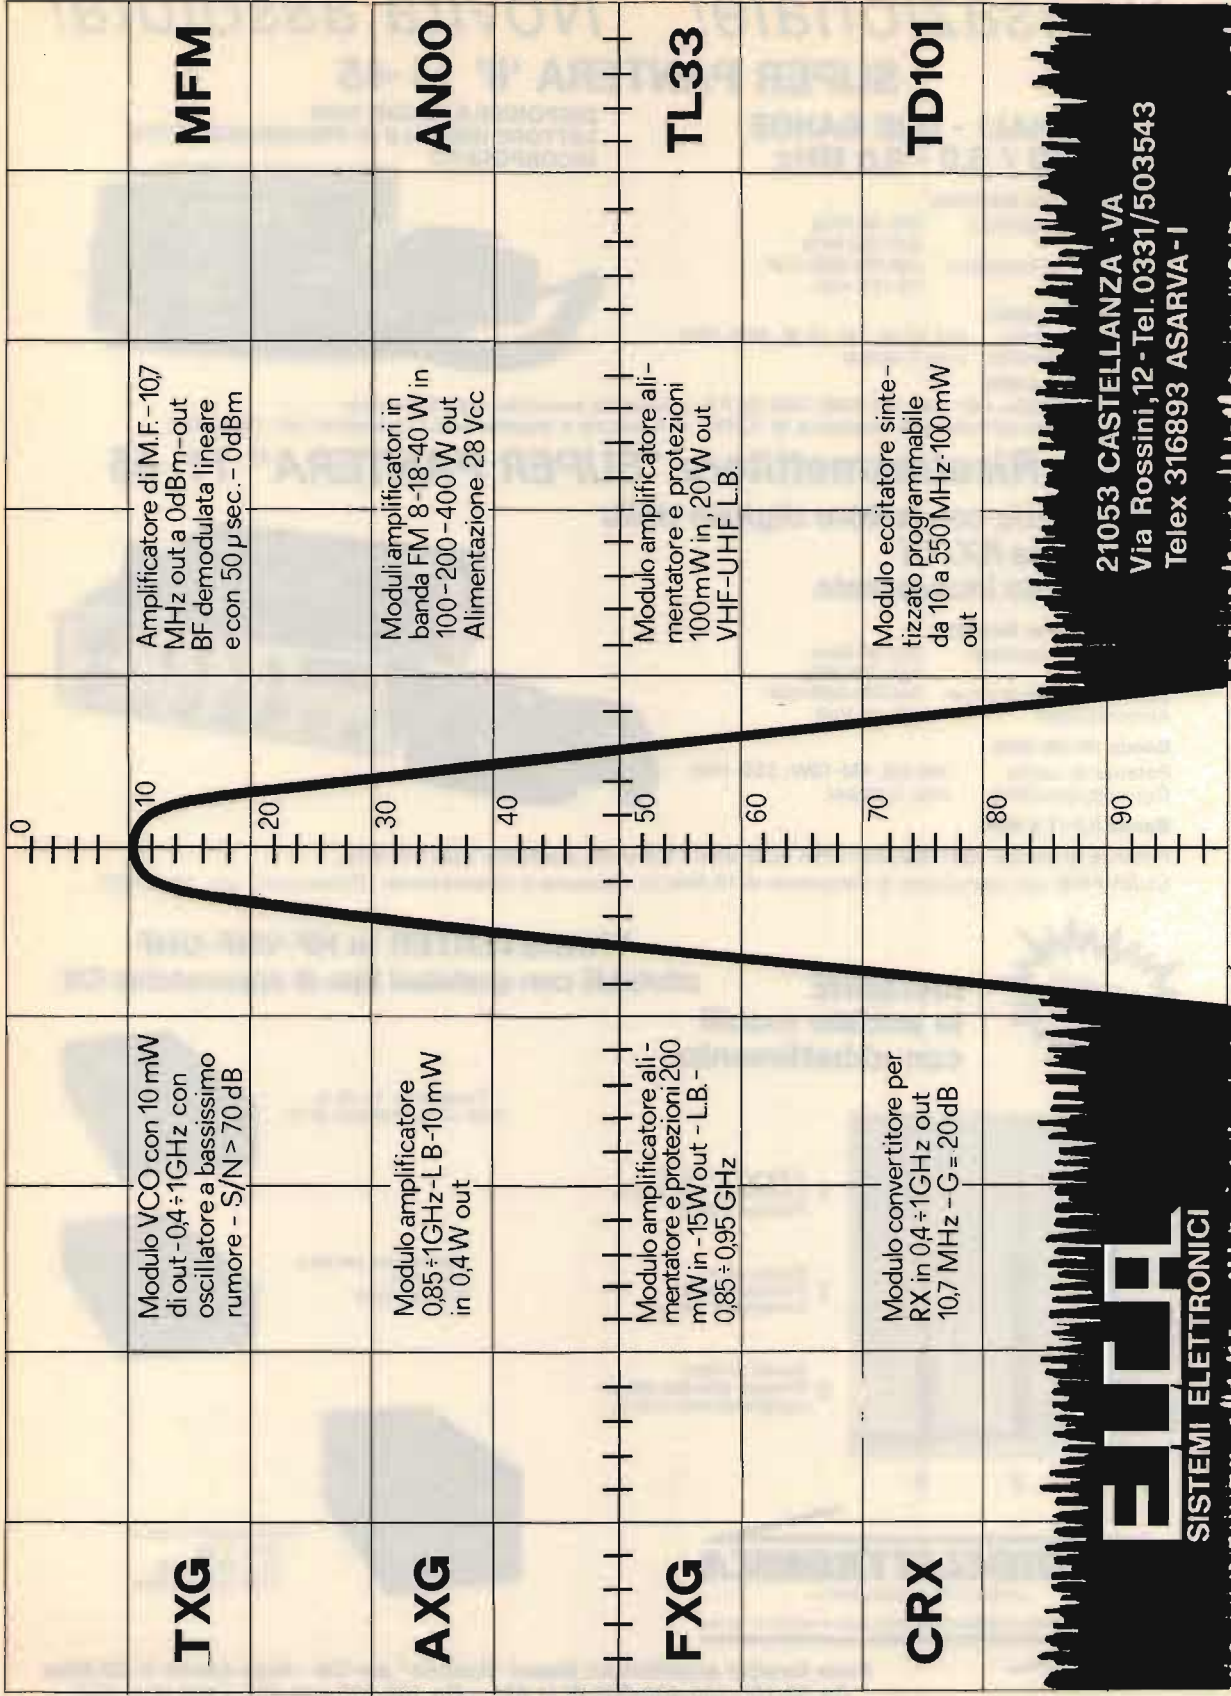 TXG
Modulo VCO con 10 mW
di out - 0,4 ÷ 1GHz con
oscillatore a bassissimo
rumore - S/N > 70 dB
AXG
Modulo amplificatore
0,85 ÷ 1GHz - L B - 10 mW
in 0,4 W out
FXG
Modulo amplificatore ali-
mentatore e protezioni 200
mW in - 15W out - L.B. -
0,85 ÷ 0,95 GHz
CRX
Modulo convertitore per
RX in 0,4 ÷ 1GHz out
10,7 MHz - G = 20 dB
0
10
20
30
40
50
60
70
80
90
Amplificatore di M.F. - 10,7
MHz out a 0dBm - out
BF demodulata lineare
e con 50 µ sec. - 0dBm
MFM
Moduli amplificatori in
banda FM 8-18-40 W in
100-200-400 W out
Alimentazione 28 Vcc
AN00
Modulo amplificatore ali-
mentatore e protezioni
100 mW in, 20 W out
VHF-UHF L.B.
TL33
Modulo eccitatore sinte-
tizzato programmabile
da 10 a 550 MHz-100 mW
out
TD101
ELCA
SISTEMI ELETTRONICI
21053 CASTELLANZA - VA
Via Rossini, 12 - Tel. 0331/503543
Telex 316893 ASARVA-I